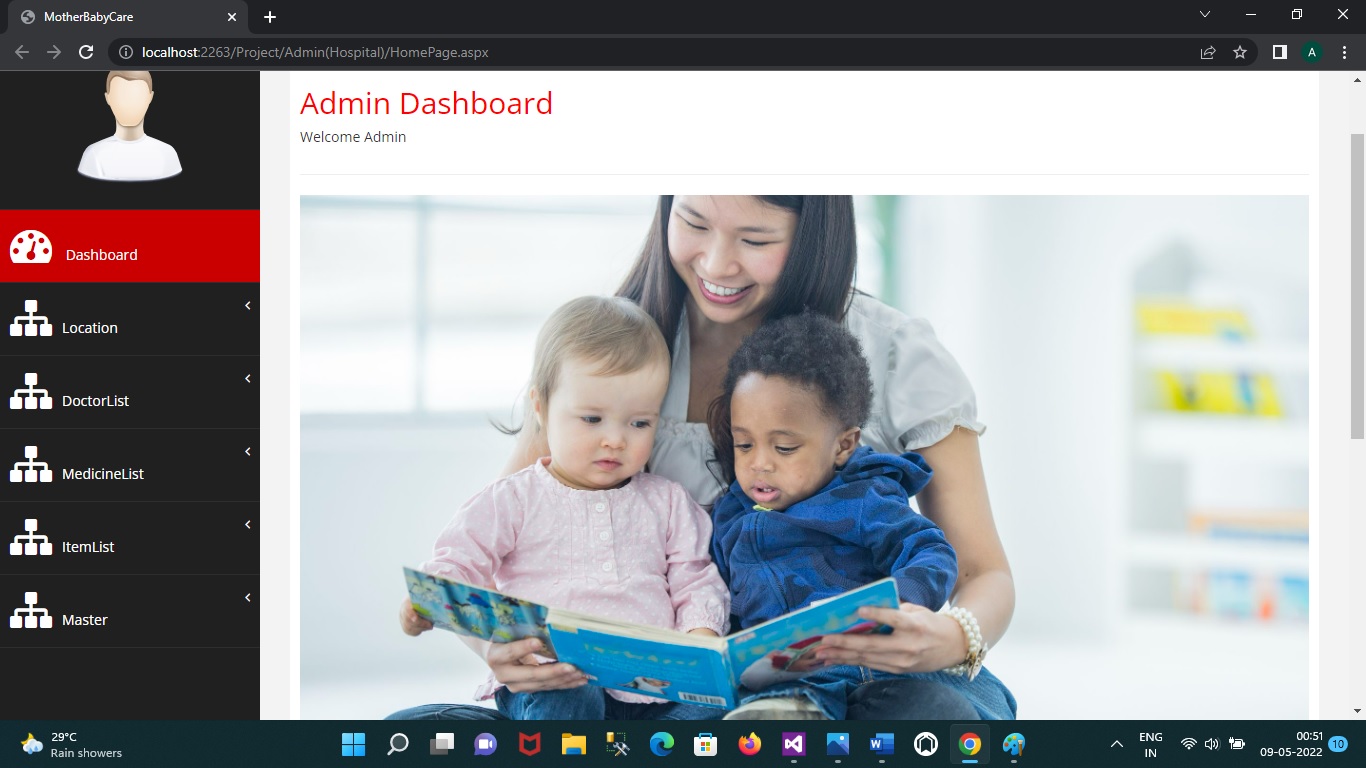 MotherBabyCare
localhost:2263/Project/Admin(Hospital)/HomePage.aspx
A
Admin Dashboard
Welcome Admin
Dashboard
Location
DoctorList
MedicineList
ItemList
Master
29°C
Rain showers
ENG
IN
00:51
09-05-2022
10